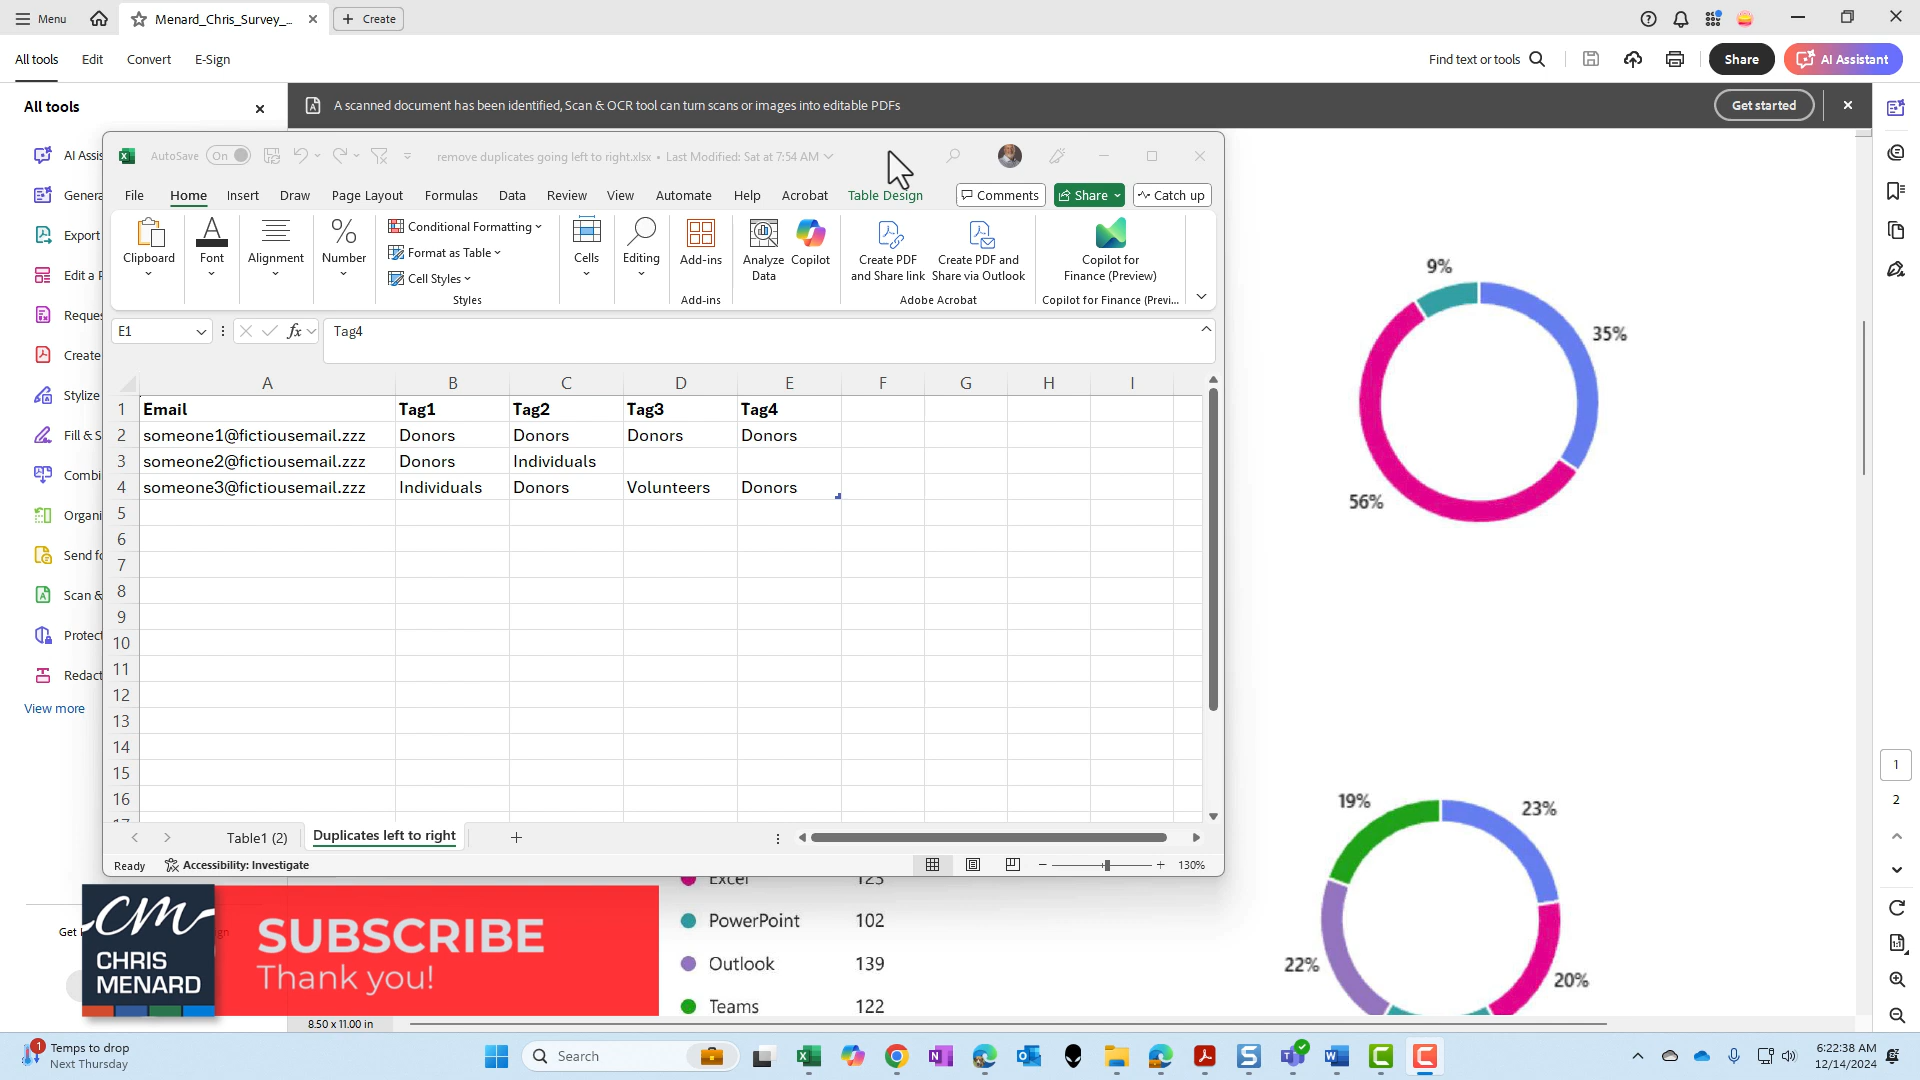 Menu
Menard_Chris_Survey_...
Create
All tools
Edit
Convert
E-Sign
Find text or tools
Share
AI Assistant
All tools
A scanned document has been identified, Scan & OCR tool can turn scans or images into editable PDFs
Get started
AI Assis
Genera
Export
Edit a P
Reques
Create
Stylize
Fill & S
Combi
Organi
Send fo
Scan &
Protect
Redact
View more
AutoSave
On
remove duplicates going left to right.xlsx • Last Modified: Sat at 7:54 AM
File
Home
Insert
Draw
Page Layout
Formulas
Data
Review
View
Automate
Help
Acrobat
Table Design
Comments
Share
Catch up
Clipboard
Font
Alignment
Number
Conditional Formatting
Format as Table
Cell Styles
Styles
Cells
Editing
Add-ins
Add-ins
Analyze Data
Copilot
Create PDF and Share link
Create PDF and Share via Outlook
Adobe Acrobat
Copilot for Finance (Preview)
Copilot for Finance (Previ...
E1
fx
Tag4
A B C D E F G H I
1 Email Tag1 Tag2 Tag3 Tag4
2 someone1@fictiousemail.zzz Donors Donors Donors Donors
3 someone2@fictiousemail.zzz Donors Individuals
4 someone3@fictiousemail.zzz Individuals Donors Volunteers Donors
5
6
7
8
9
10
11
12
13
14
15
16
Table1 (2)
Duplicates left to right
Ready
Accessibility: Investigate
130%
9%
35%
56%
19%
23%
22%
20%
Excel 123
PowerPoint 102
Outlook 139
Teams 122
1
2
cm
CHRIS
MENARD
SUBSCRIBE
Thank you!
8.50 x 11.00 in
1
Temps to drop
Next Thursday
Search
6:22:38 AM
12/14/2024